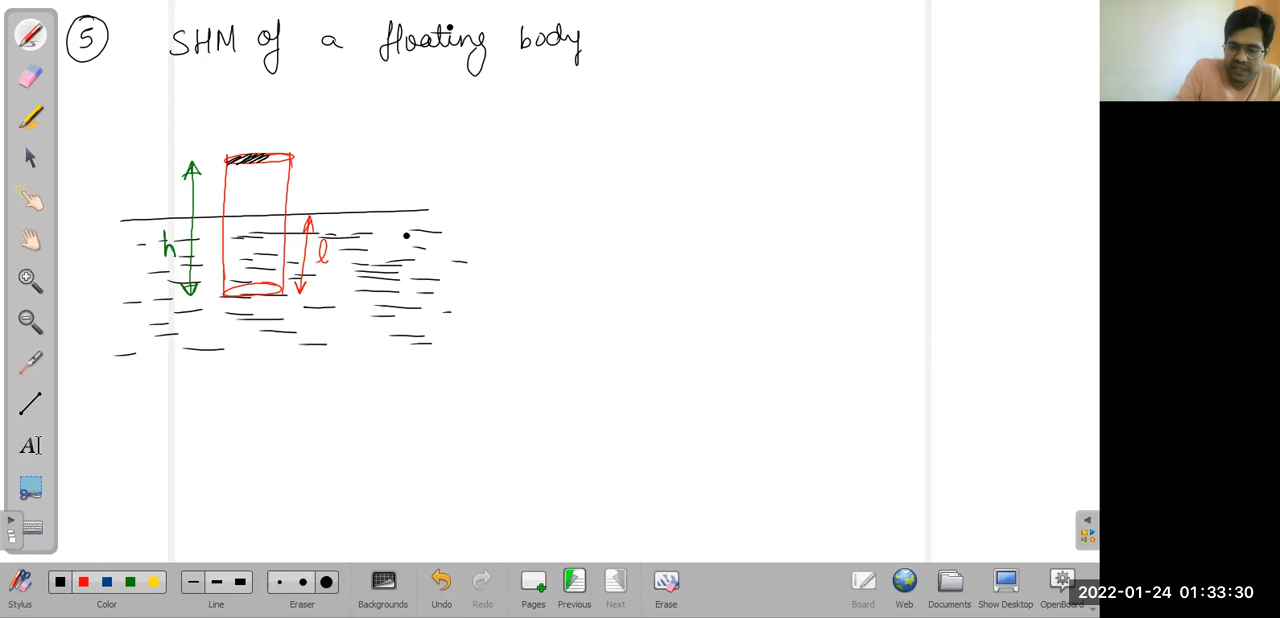 5 SHM of a floating body
h
l
A
Stylus
Color
Line
Eraser
Backgrounds
Undo
Redo
Pages
Previous
Next
Erase
Board
Web
Documents
Show Desktop
OpenBoard
2022-01-24 01:33:30